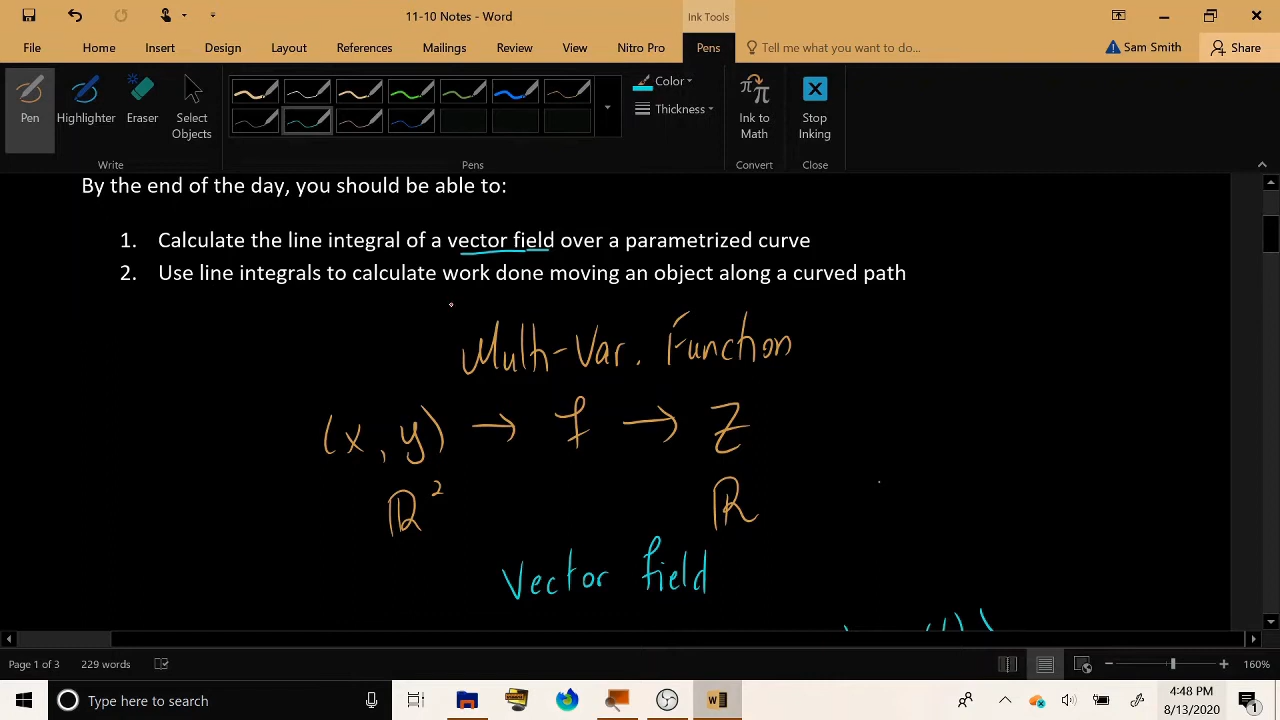 11-10 Notes - Word
Ink Tools
File Home Insert Design Layout References Mailings Review View Nitro Pro Pens Tell me what you want to do... Sam Smith Share
Pen Highlighter Eraser Select Objects
Color
Thickness
Ink to Math
Stop Inking
Write Pens Convert Close
By the end of the day, you should be able to:
1. Calculate the line integral of a vector field over a parametrized curve
2. Use line integrals to calculate work done moving an object along a curved path
Multi-Var. Function
(x, y) → f → Z
ℝ² ℝ
Vector field
Page 1 of 3 229 words 160%
Type here to search
4:48 PM
8/13/2020
1